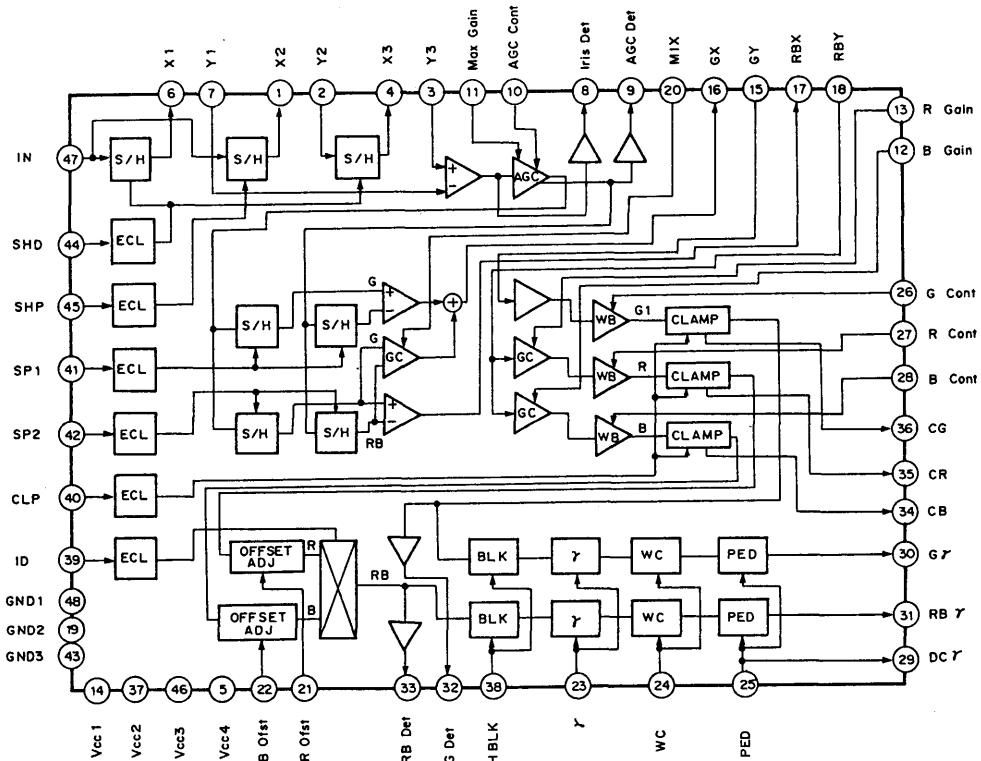 X1
Y1
X2
Y2
X3
Y3
Max Gain
AGC Cont
Iris Det
AGC Det
MIX
GX
GY
RBX
RBY
6
7
1
2
4
3
11
10
8
9
20
16
15
17
18
13 R Gain
12 B Gain
IN 47
S/H
S/H
S/H
+
−
AGC
SHD 44
ECL
SHP 45
ECL
SP1 41
ECL
SP2 42
ECL
CLP 40
ECL
ID 39
ECL
GND1 48
GND2 19
GND3 43
S/H
S/H
G
+
−
+
G
GC
S/H
S/H
RB
+
−
WB
G1
CLAMP
GC
WB
R
CLAMP
GC
WB
B
CLAMP
26 G Cont
27 R Cont
28 B Cont
36 CG
35 CR
34 CB
OFFSET
ADJ
R
OFFSET
ADJ
B
RB
BLK
γ
WC
PED
BLK
γ
WC
PED
30 Gγ
31 RBγ
29 DCγ
14
37
46
5
22
21
33
32
38
23
24
25
Vcc1
Vcc2
Vcc3
Vcc4
B Ofst
R Ofst
RB Det
G Det
H BLK
γ
WC
PED